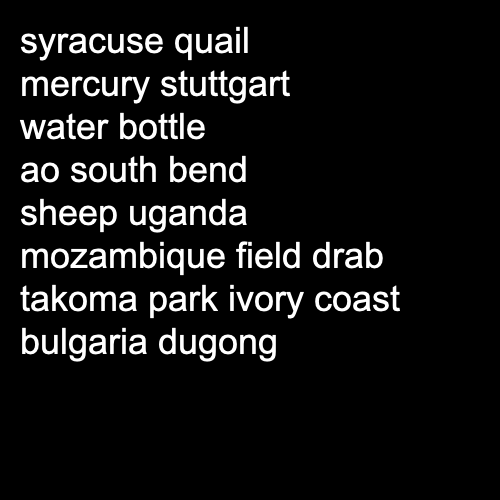 syracuse quail
mercury stuttgart
water bottle
ao south bend
sheep uganda
mozambique field drab
takoma park ivory coast
bulgaria dugong